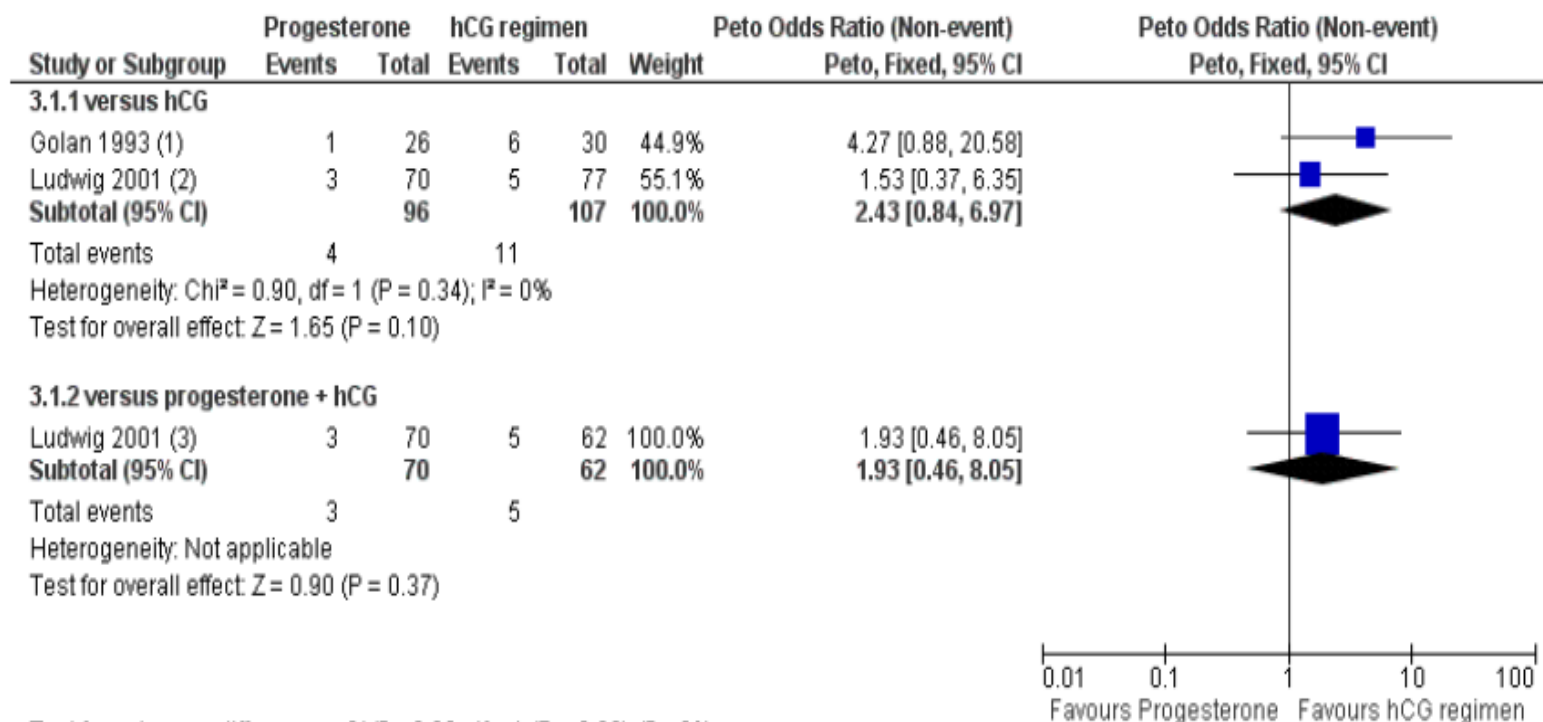 Progesterone hCG regimen Peto Odds Ratio (Non-event) Peto Odds Ratio (Non-event)
Study or Subgroup Events Total Events Total Weight Peto, Fixed, 95% CI Peto, Fixed, 95% CI
3.1.1 versus hCG
Golan 1993 (1) 1 26 6 30 44.9% 4.27 [0.88, 20.58]
Ludwig 2001 (2) 3 70 5 77 55.1% 1.53 [0.37, 6.35]
Subtotal (95% CI) 96 107 100.0% 2.43 [0.84, 6.97]
Total events 4 11
Heterogeneity: Chi² = 0.90, df = 1 (P = 0.34); I² = 0%
Test for overall effect: Z = 1.65 (P = 0.10)
3.1.2 versus progesterone + hCG
Ludwig 2001 (3) 3 70 5 62 100.0% 1.93 [0.46, 8.05]
Subtotal (95% CI) 70 62 100.0% 1.93 [0.46, 8.05]
Total events 3 5
Heterogeneity: Not applicable
Test for overall effect: Z = 0.90 (P = 0.37)
0.01 0.1 1 10 100
Favours Progesterone Favours hCG regimen